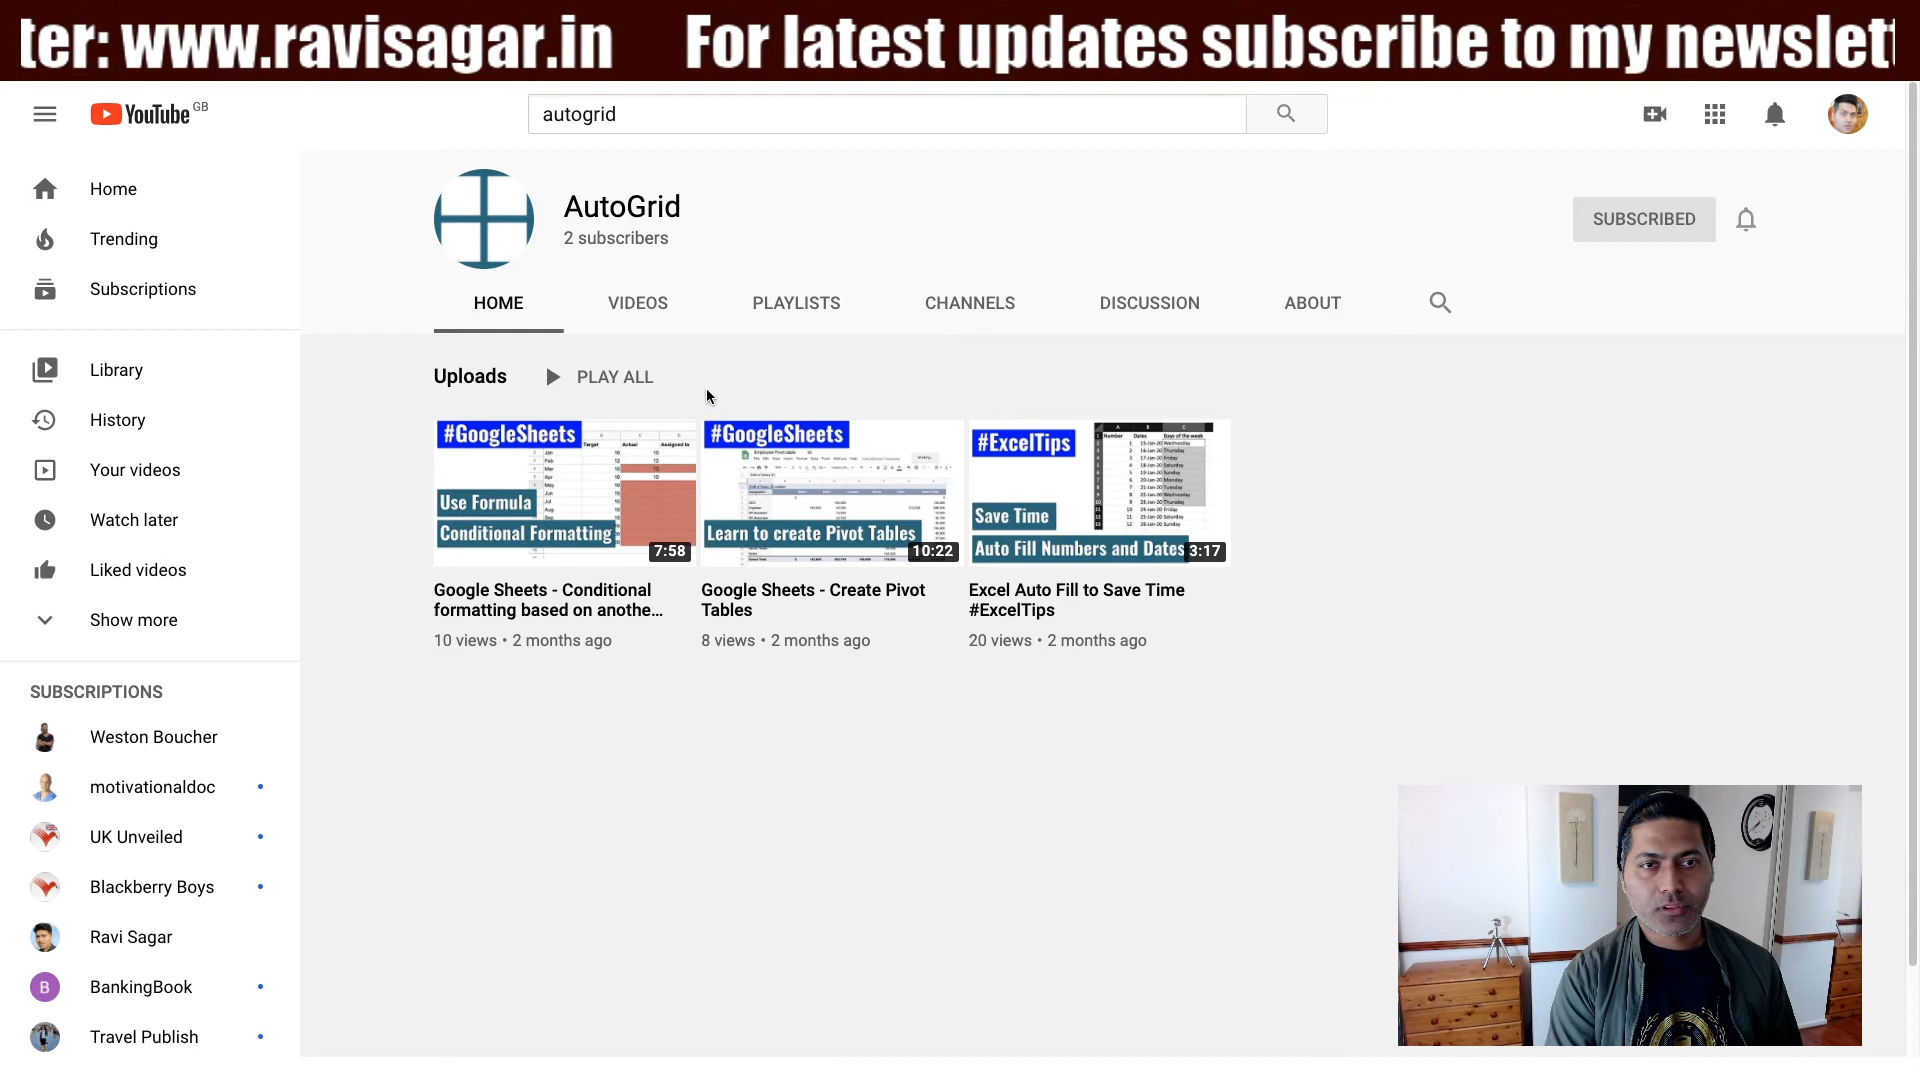 ter: www.ravisagar.in For latest updates subscribe to my newslet
YouTube GB
autogrid
Home
Trending
Subscriptions
Library
History
Your videos
Watch later
Liked videos
Show more
SUBSCRIPTIONS
Weston Boucher
motivationaldoc
UK Unveiled
Blackberry Boys
Ravi Sagar
B BankingBook
Travel Publish
AutoGrid
2 subscribers
SUBSCRIBED
HOME VIDEOS PLAYLISTS CHANNELS DISCUSSION ABOUT
Uploads PLAY ALL
#GoogleSheets
Use Formula
Conditional Formatting
7:58
Google Sheets - Conditional
formatting based on anothe...
10 views • 2 months ago
#GoogleSheets
Learn to create Pivot Tables
10:22
Google Sheets - Create Pivot
Tables
8 views • 2 months ago
#ExcelTips
Save Time
Auto Fill Numbers and Dates
3:17
Excel Auto Fill to Save Time
#ExcelTips
20 views • 2 months ago